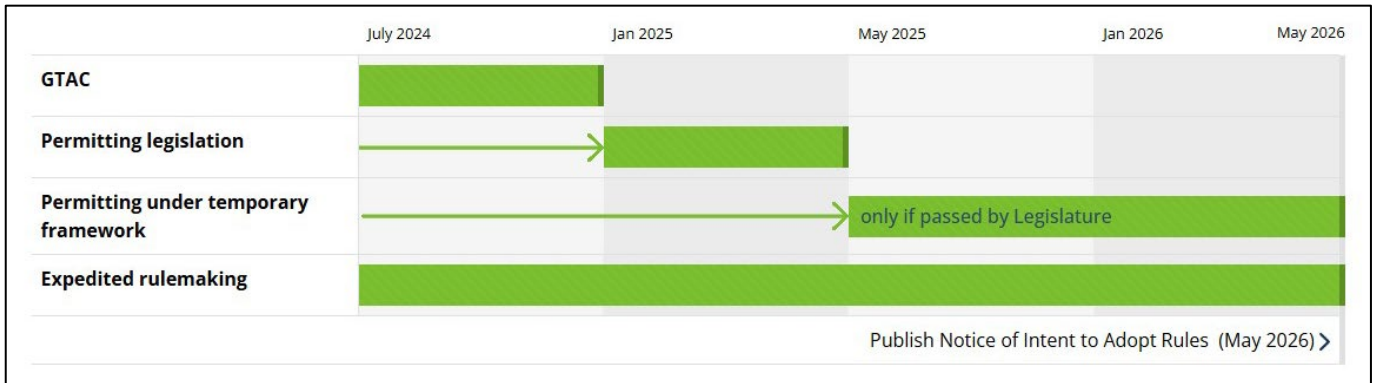 July 2024 Jan 2025 May 2025 Jan 2026 May 2026
GTAC
Permitting legislation
Permitting under temporary
framework
only if passed by Legislature
Expedited rulemaking
Publish Notice of Intent to Adopt Rules (May 2026)